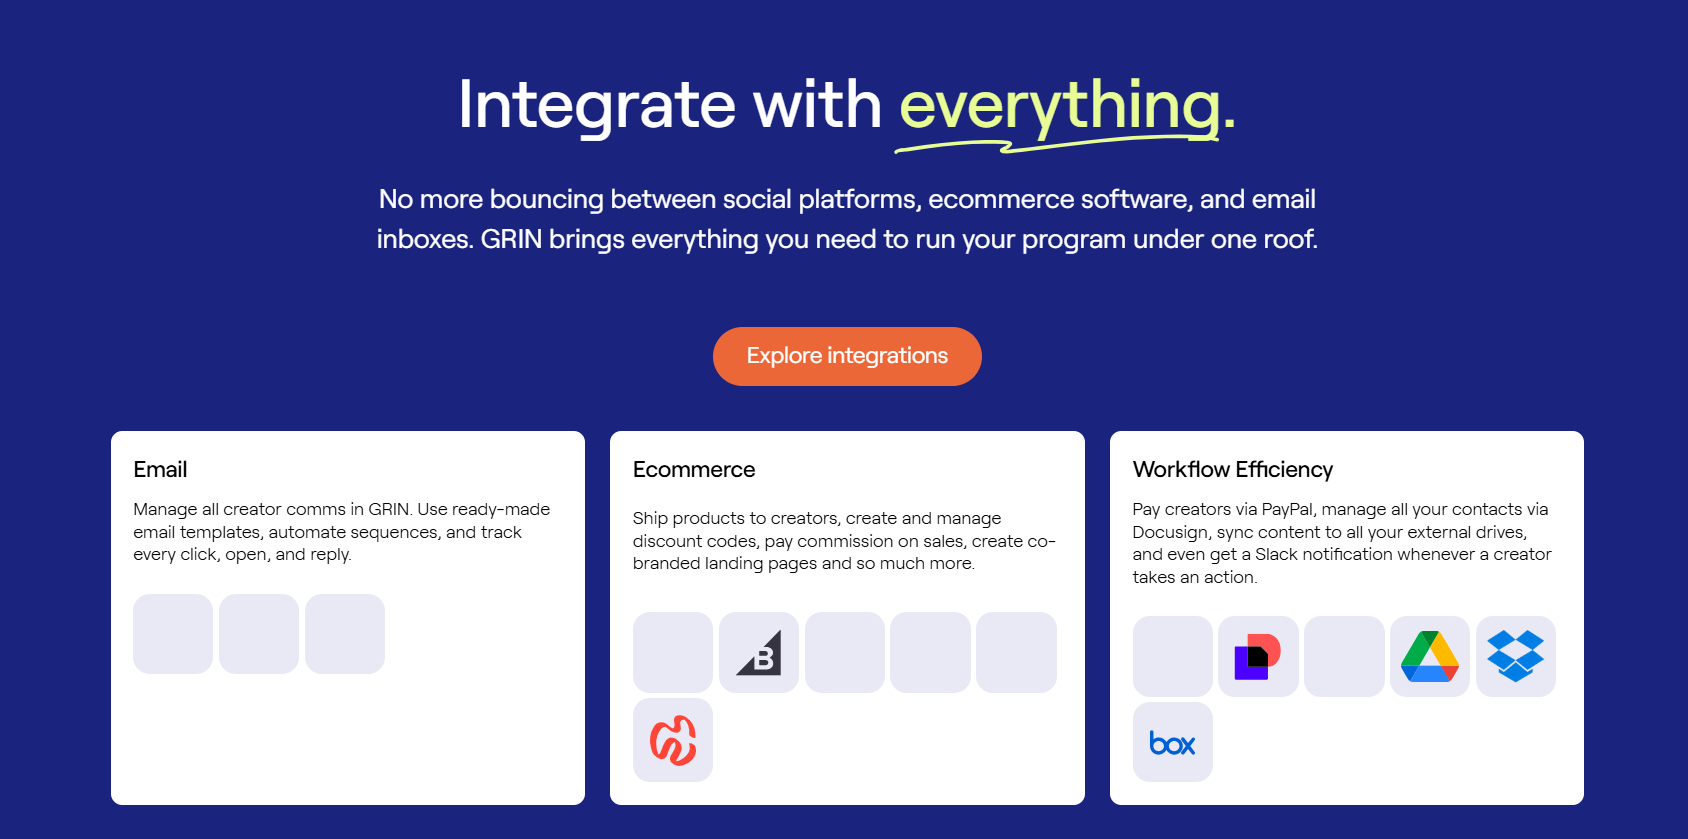 Integrate with everything.
No more bouncing between social platforms, ecommerce software, and email
inboxes. GRIN brings everything you need to run your program under one roof.
Explore integrations
Email
Manage all creator comms in GRIN. Use ready-made
email templates, automate sequences, and track
every click, open, and reply.
Ecommerce
Ship products to creators, create and manage
discount codes, pay commission on sales, create co-
branded landing pages and so much more.
B
Workflow Efficiency
Pay creators via PayPal, manage all your contacts via
Docusign, sync content to all your external drives,
and even get a Slack notification whenever a creator
takes an action.
box